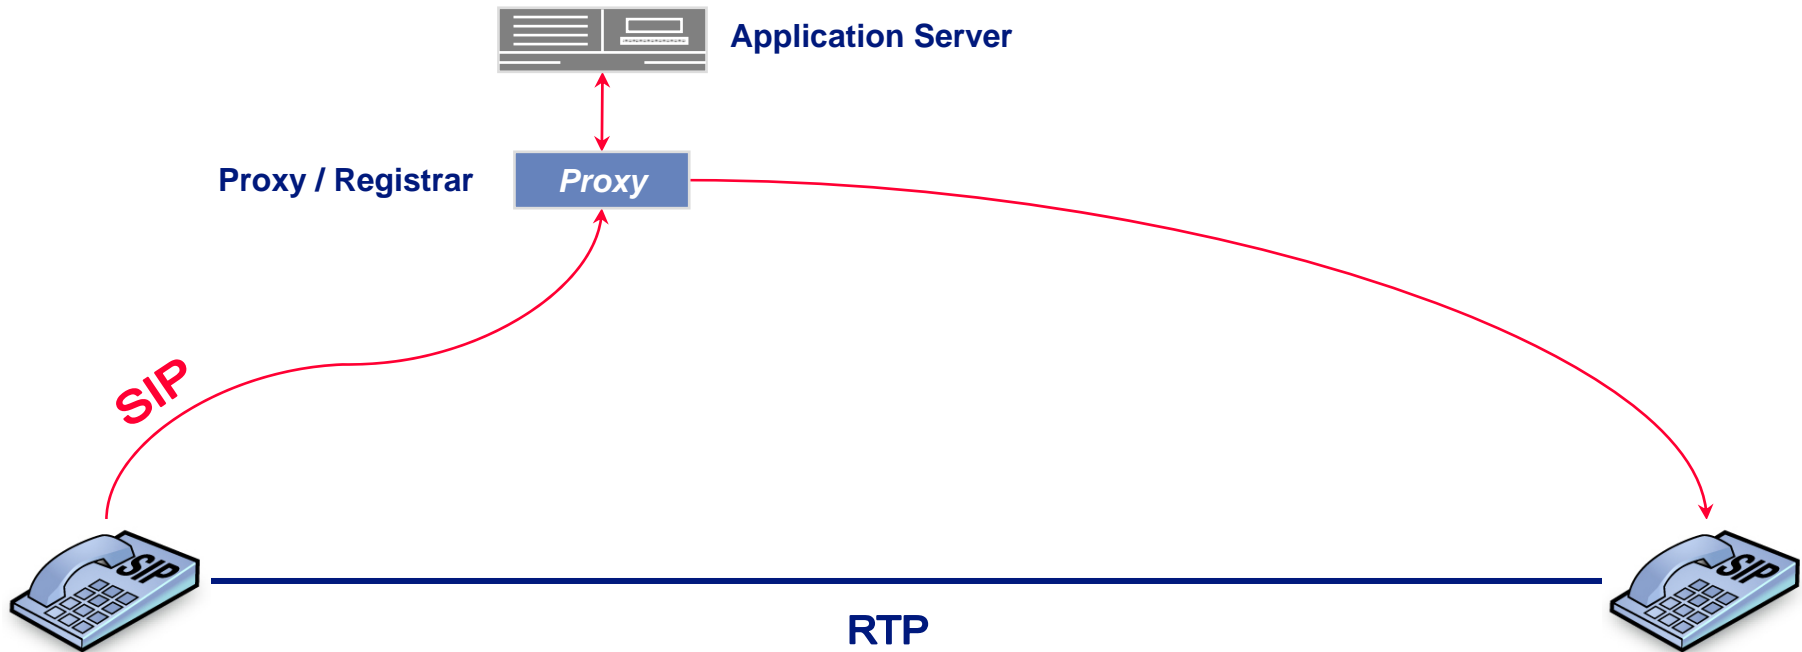 Application Server
Proxy / Registrar
Proxy
SIP
SIP
SIP
RTP